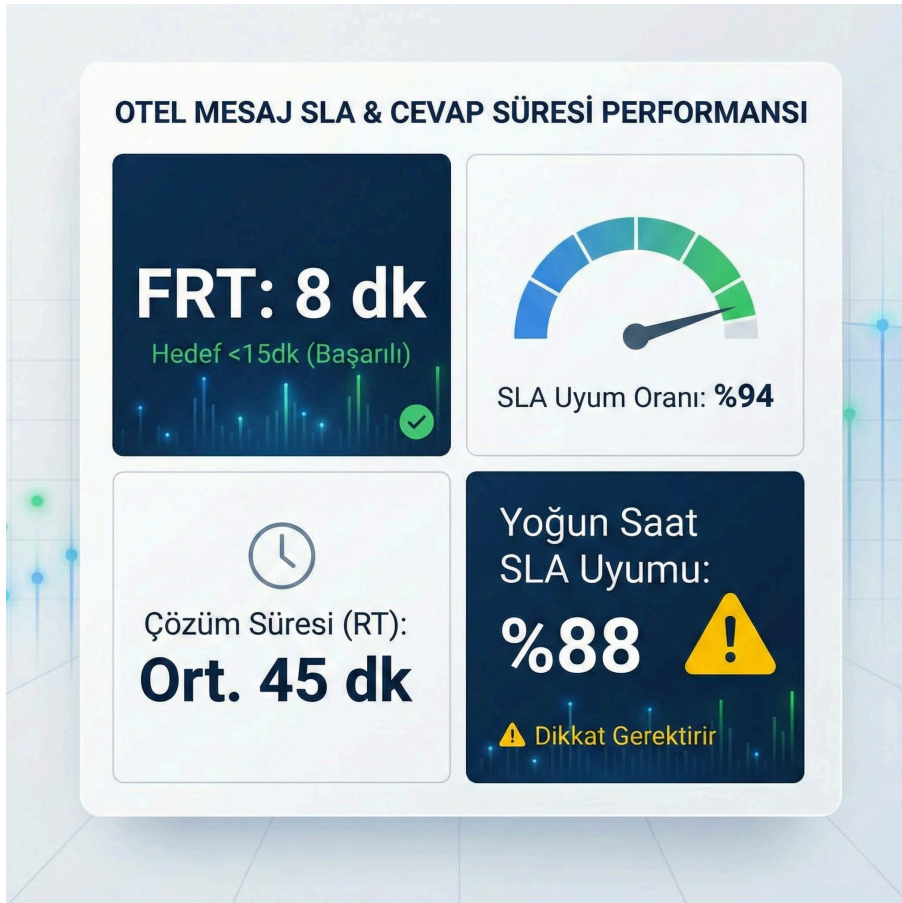 OTEL MESAJ SLA & CEVAP SÜRESİ PERFORMANSI
FRT: 8 dk
Hedef <15dk (Başarılı)
SLA Uyum Oranı: %94
Çözüm Süresi (RT):
Ort. 45 dk
Yoğun Saat
SLA Uyumu:
%88
Dikkat Gerektirir